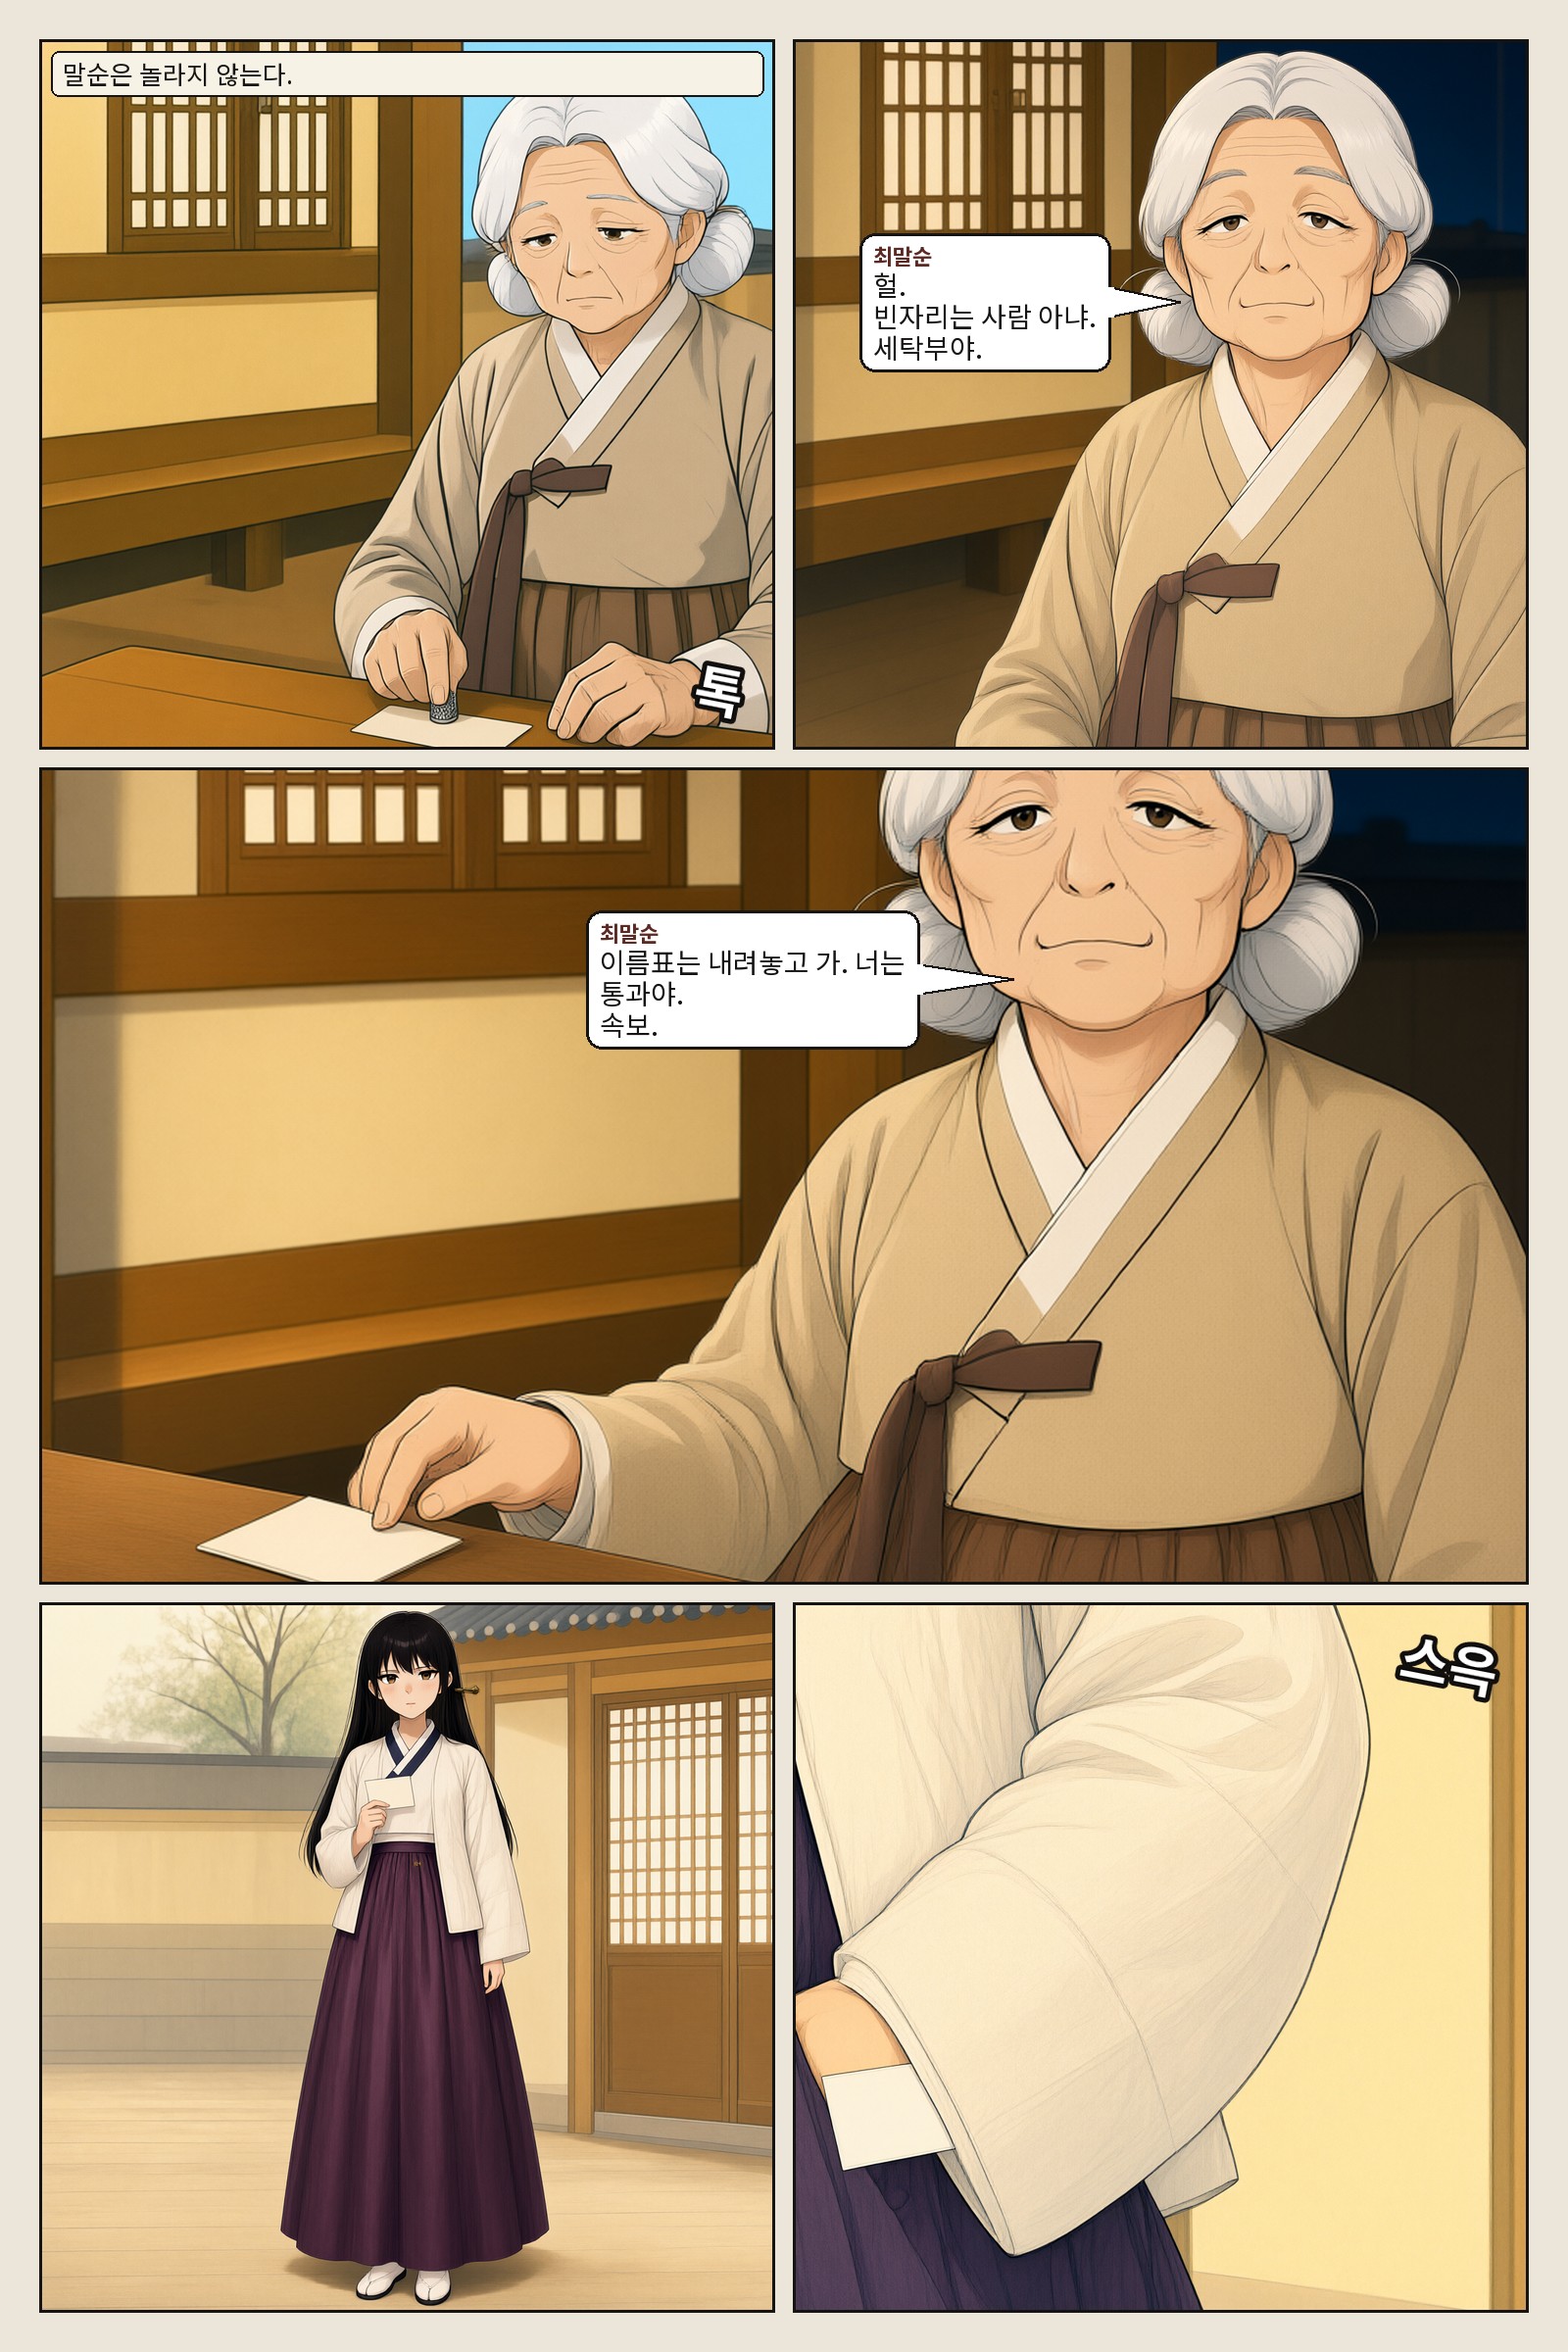 말순은 놀라지 않는다.
톡
최말순
헐.
빈자리는 사람 아냐.
세탁부야.
최말순
이름표는 내려놓고 가. 너는
통과야.
속보.
스윽